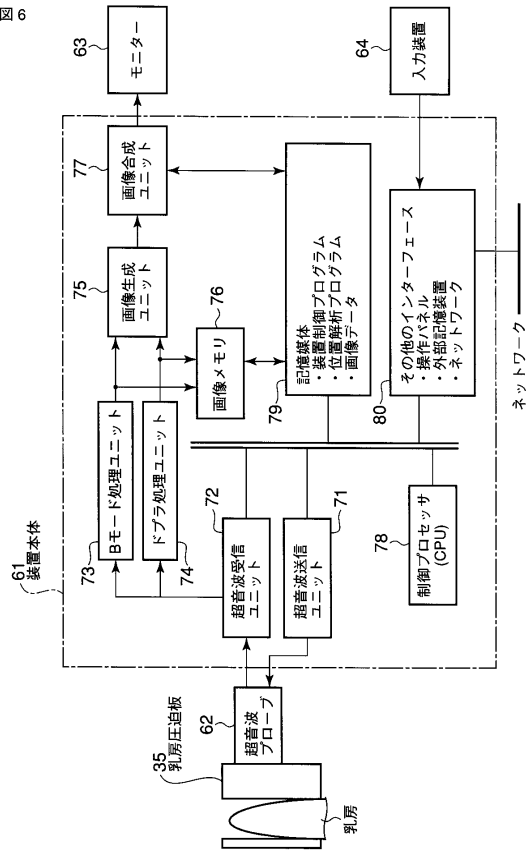 図6
63
モニター
64
入力装置
61
装置本体
77
画像合成
ユニット
75
画像生成
ユニット
76
画像メモリ
73
Bモード処理ユニット
74
ドプラ処理ユニット
72
超音波受信
ユニット
71
超音波送信
ユニット
79
記憶媒体
・装置制御プログラム
・位置解析プログラム
・画像データ
80
その他のインターフェース
・操作パネル
・外部記憶装置
・ネットワーク
78
制御プロセッサ
(CPU)
ネットワーク
62
超音波
プローブ
35
乳房圧迫板
乳房